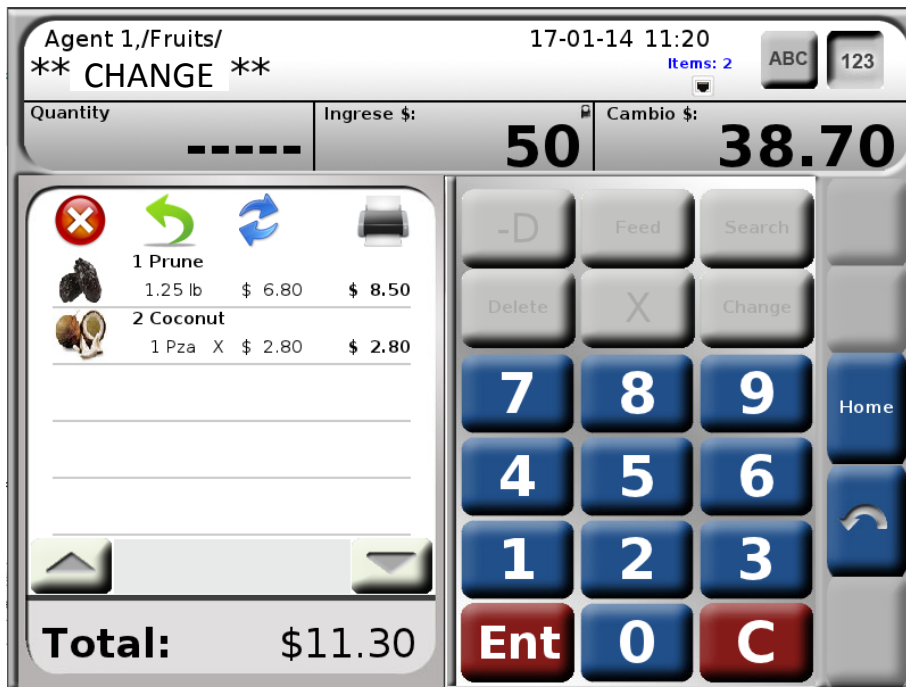 Agent 1,/Fruits/
17-01-14 11:20
** CHANGE **
Items: 2
ABC
123
Quantity
-----
Ingrese $:
50
Cambio $:
38.70
1 Prune
1.25 lb $ 6.80 $ 8.50
2 Coconut
1 Pza X $ 2.80 $ 2.80
Total: $11.30
-D Feed Search
Delete X Change
7 8 9
Home
4 5 6
1 2 3
Ent 0 C